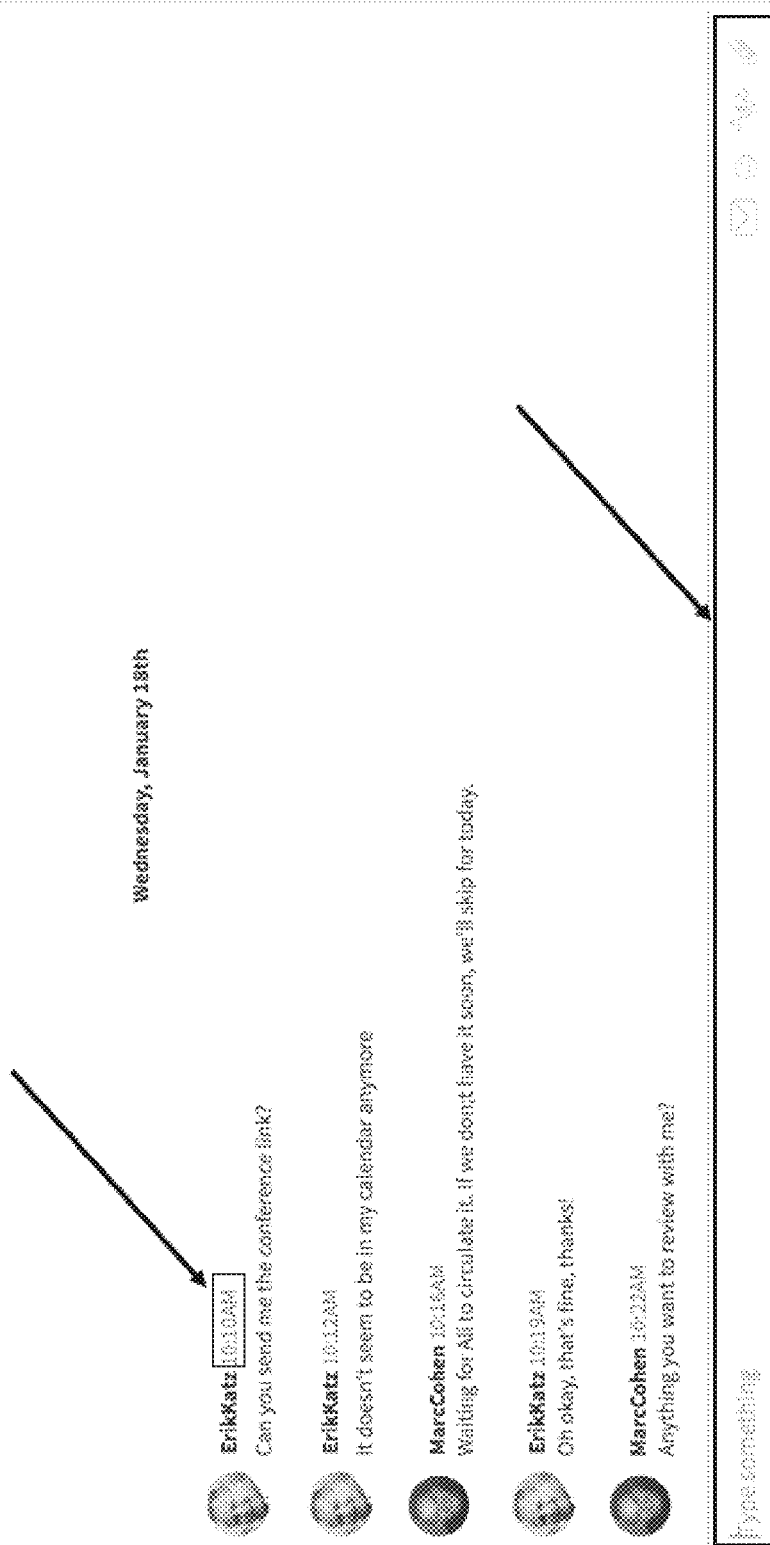 Wednesday, January 18th
ErikKatz 10:10AM
Can you send me the conference link?
ErikKatz 10:12AM
It doesn't seem to be in my calendar anymore
MarcCohen 10:16AM
Waiting for Ali to circulate it. If we don;t have it soon, we'll skip for today.
ErikKatz 10:19AM
Oh okay, that's fine, thanks!
MarcCohen 10:22AM
Anything you want to review with me?
Type something